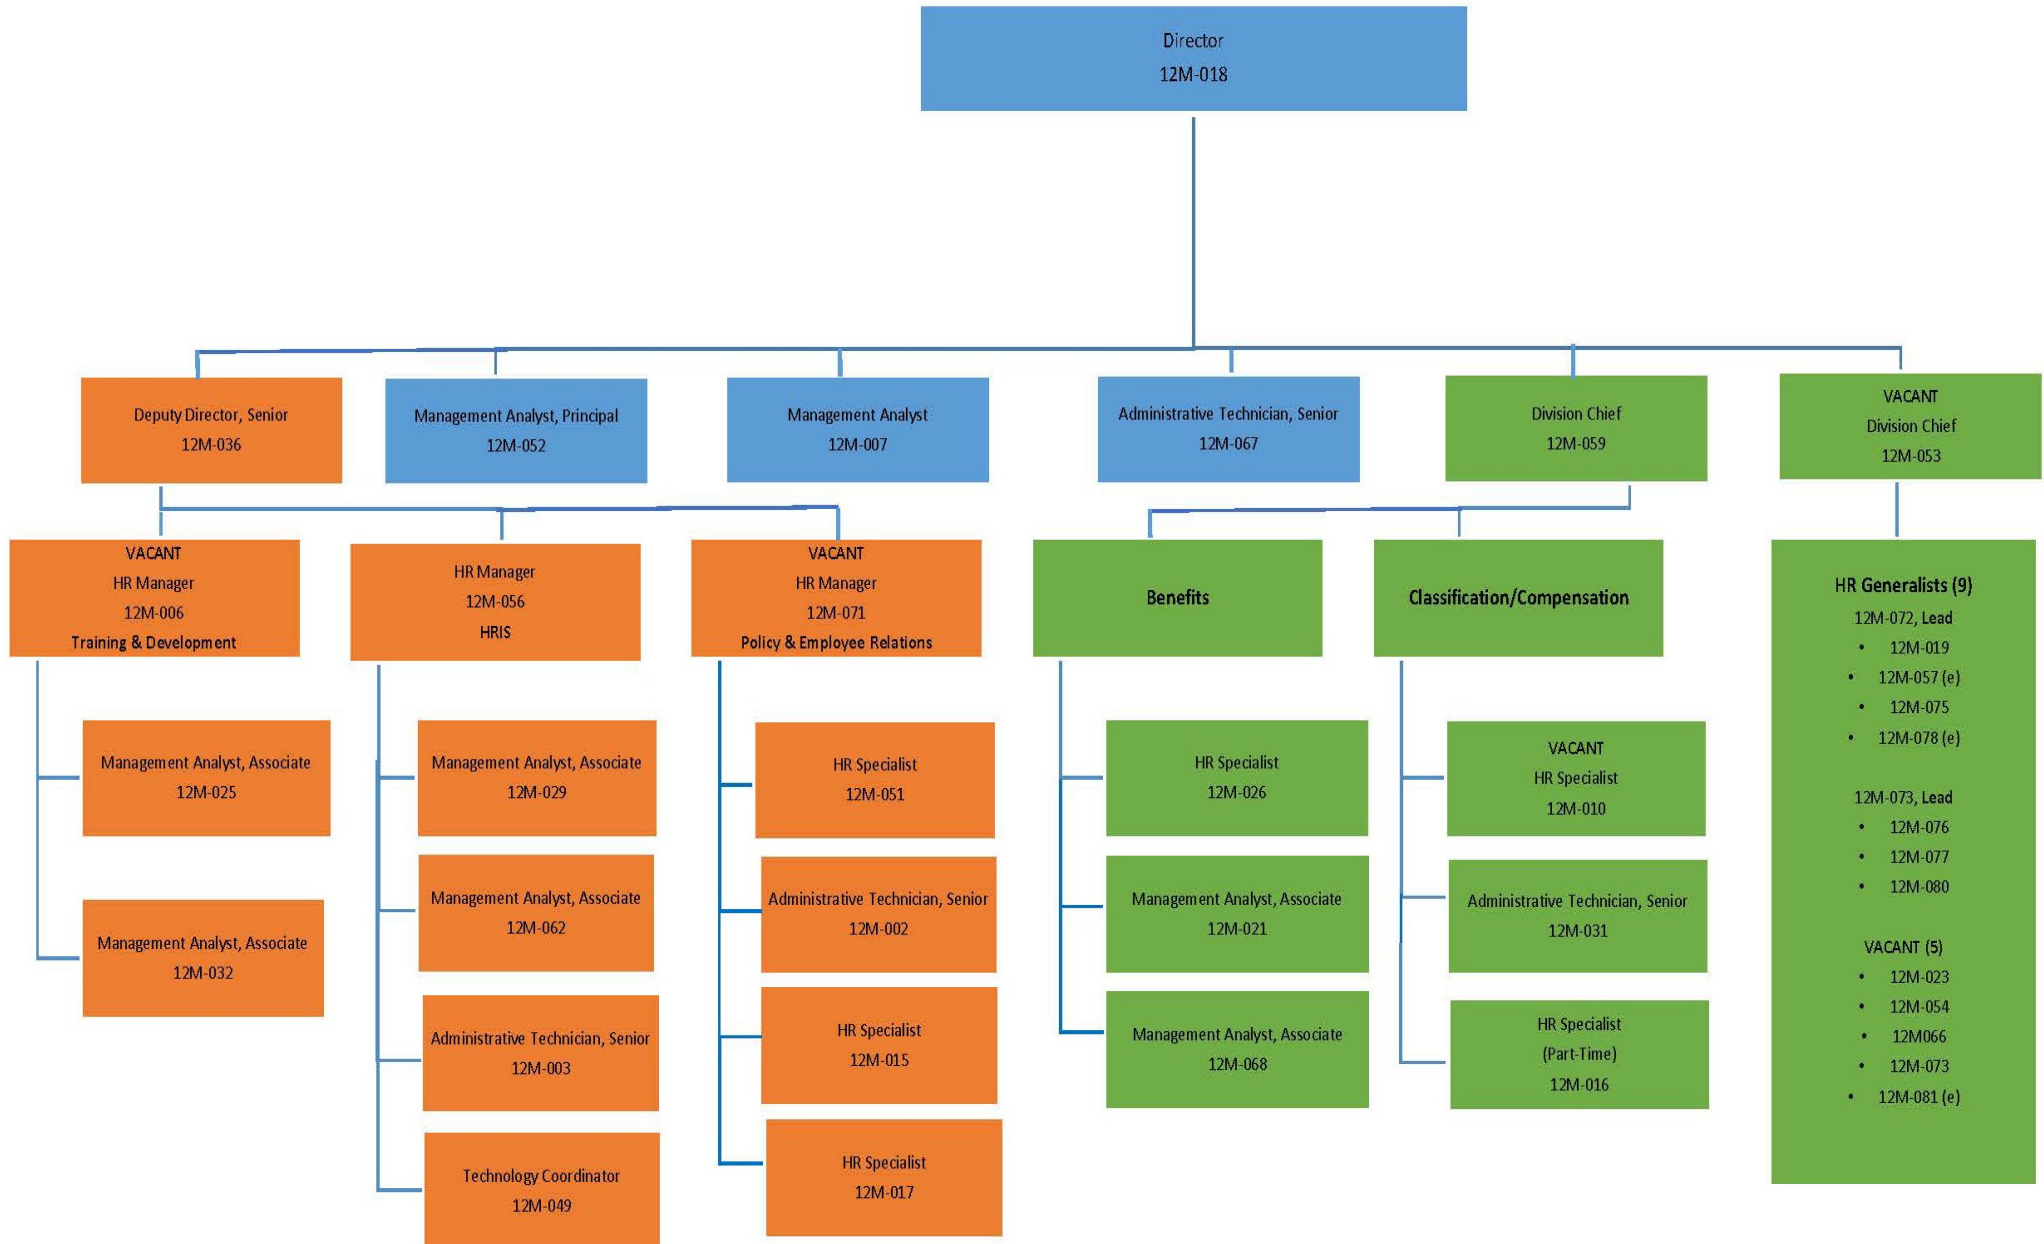 Director
12M-018
Deputy Director, Senior
12M-036
Management Analyst, Principal
12M-052
Management Analyst
12M-007
Administrative Technician, Senior
12M-067
Division Chief
12M-059
VACANT
Division Chief
12M-053
VACANT
HR Manager
12M-006
Training & Development
HR Manager
12M-056
HRIS
VACANT
HR Manager
12M-071
Policy & Employee Relations
Benefits
Classification/Compensation
Management Analyst, Associate
12M-025
Management Analyst, Associate
12M-032
Management Analyst, Associate
12M-029
Management Analyst, Associate
12M-062
Administrative Technician, Senior
12M-003
Technology Coordinator
12M-049
HR Specialist
12M-051
Administrative Technician, Senior
12M-002
HR Specialist
12M-015
HR Specialist
12M-017
HR Specialist
12M-026
Management Analyst, Associate
12M-021
Management Analyst, Associate
12M-068
VACANT
HR Specialist
12M-010
Administrative Technician, Senior
12M-031
HR Specialist
(Part-Time)
12M-016
HR Generalists (9)
12M-072, Lead
• 12M-019
• 12M-057 (e)
• 12M-075
• 12M-078 (e)
12M-073, Lead
• 12M-076
• 12M-077
• 12M-080
VACANT (5)
• 12M-023
• 12M-054
• 12M066
• 12M-073
• 12M-081 (e)